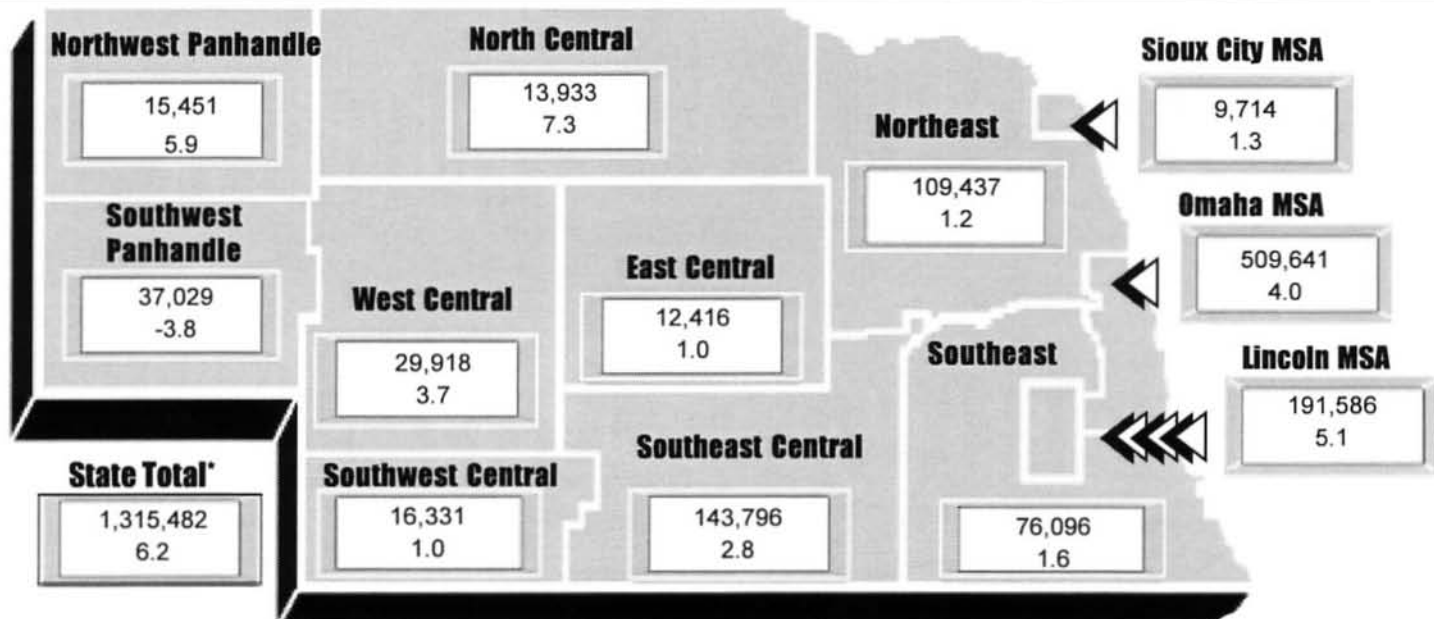 Northwest Panhandle
15,451
5.9
North Central
13,933
7.3
Sioux City MSA
9,714
1.3
Northeast
109,437
1.2
Omaha MSA
509,641
4.0
Southwest
Panhandle
37,029
-3.8
West Central
29,918
3.7
East Central
12,416
1.0
Southeast
76,096
1.6
Lincoln MSA
191,586
5.1
State Total*
1,315,482
6.2
Southwest Central
16,331
1.0
Southeast Central
143,796
2.8